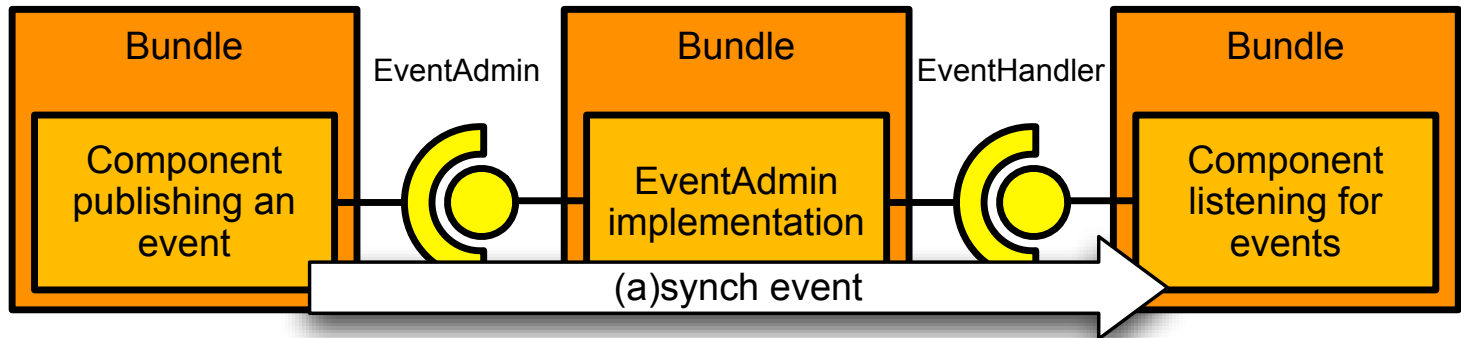 Bundle
EventAdmin
Bundle
EventHandler
Bundle
Component
publishing an
event
EventAdmin
implementation
Component
listening for
events
(a)synch event